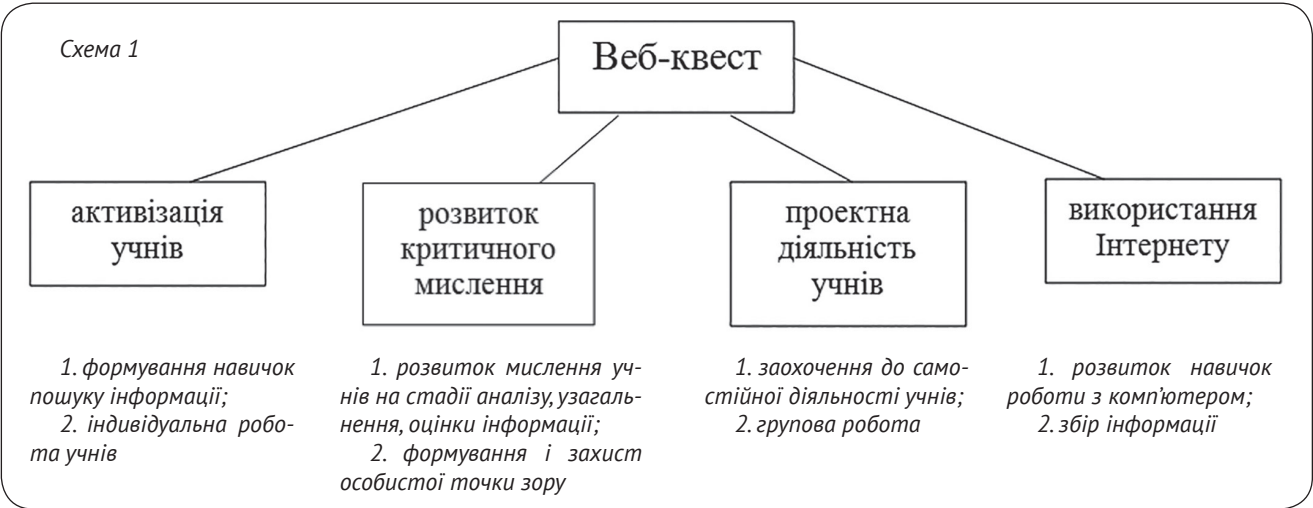 Схема 1
Веб-квест
активізація
учнів
розвиток
критичного
мислення
проектна
діяльність
учнів
використання
Інтернету
1. формування навичок
пошуку інформації;
2. індивідуальна робо-
та учнів
1. розвиток мислення уч-
нів на стадії аналізу, узагаль-
нення, оцінки інформації;
2. формування і захист
особистої точки зору
1. заохочення до само-
стійної діяльності учнів;
2. групова робота
1. розвиток навичок
роботи з комп'ютером;
2. збір інформації